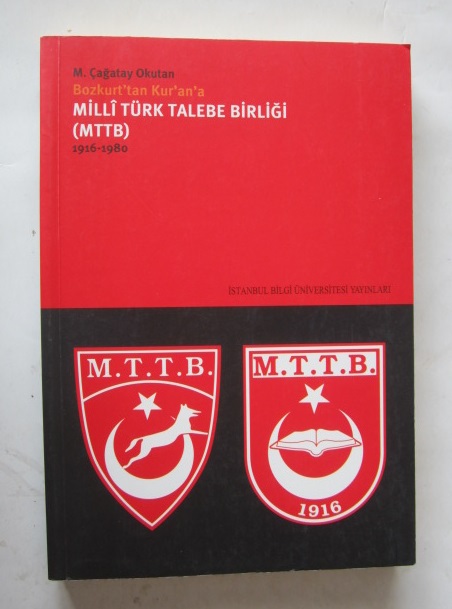 M. Çağatay Okutan
Bozkurt'tan Kur'an'a
MİLLÎ TÜRK TALEBE BİRLİĞİ
(MTTB)
1916-1980
İSTANBUL BİLGİ ÜNİVERSİTESİ YAYINLARI
M.T.T.B.
M.T.T.B.
1916